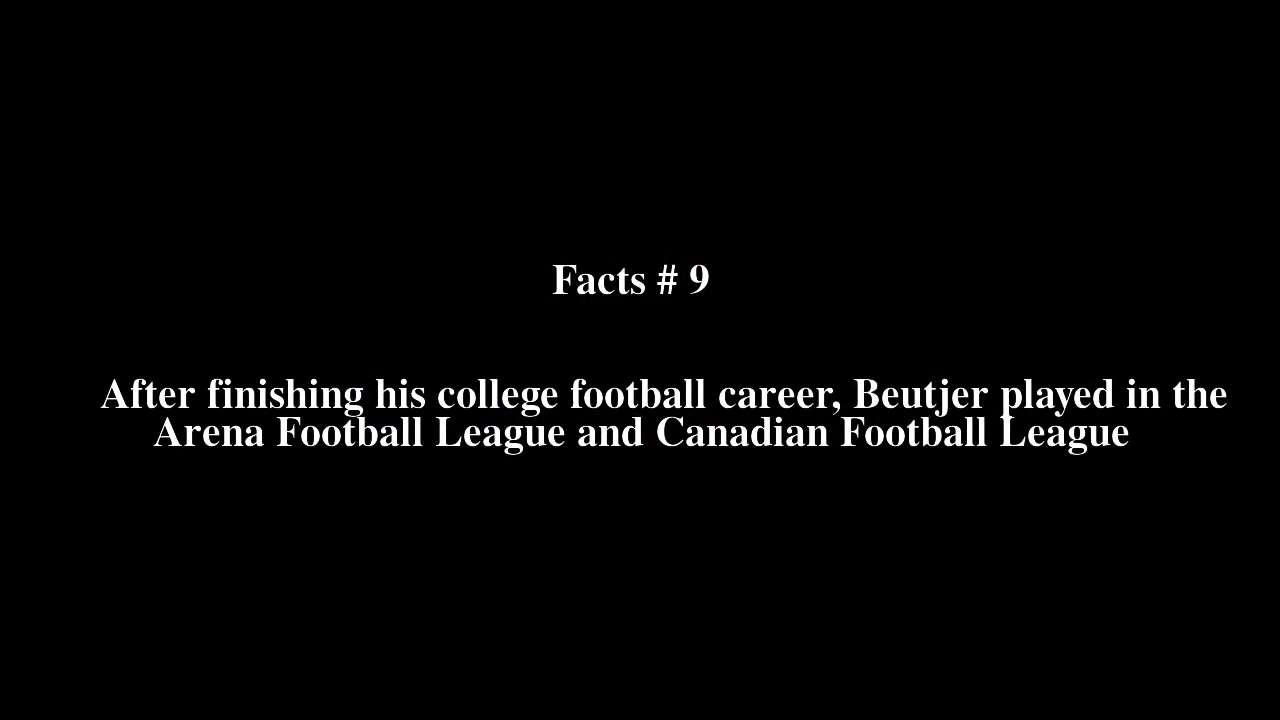 Facts # 9
After finishing his college football career, Beutjer played in the
Arena Football League and Canadian Football League